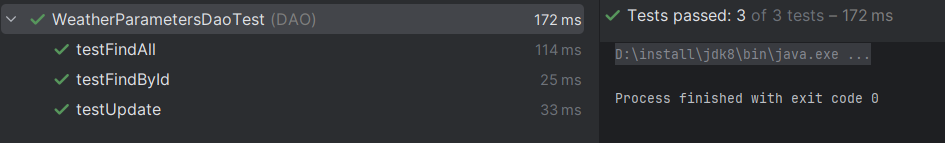 WeatherParametersDaoTest (DAO) 172 ms
testFindAll 114 ms
testFindById 25 ms
testUpdate 33 ms
Tests passed: 3 of 3 tests – 172 ms
D:\install\jdk8\bin\java.exe ...
Process finished with exit code 0